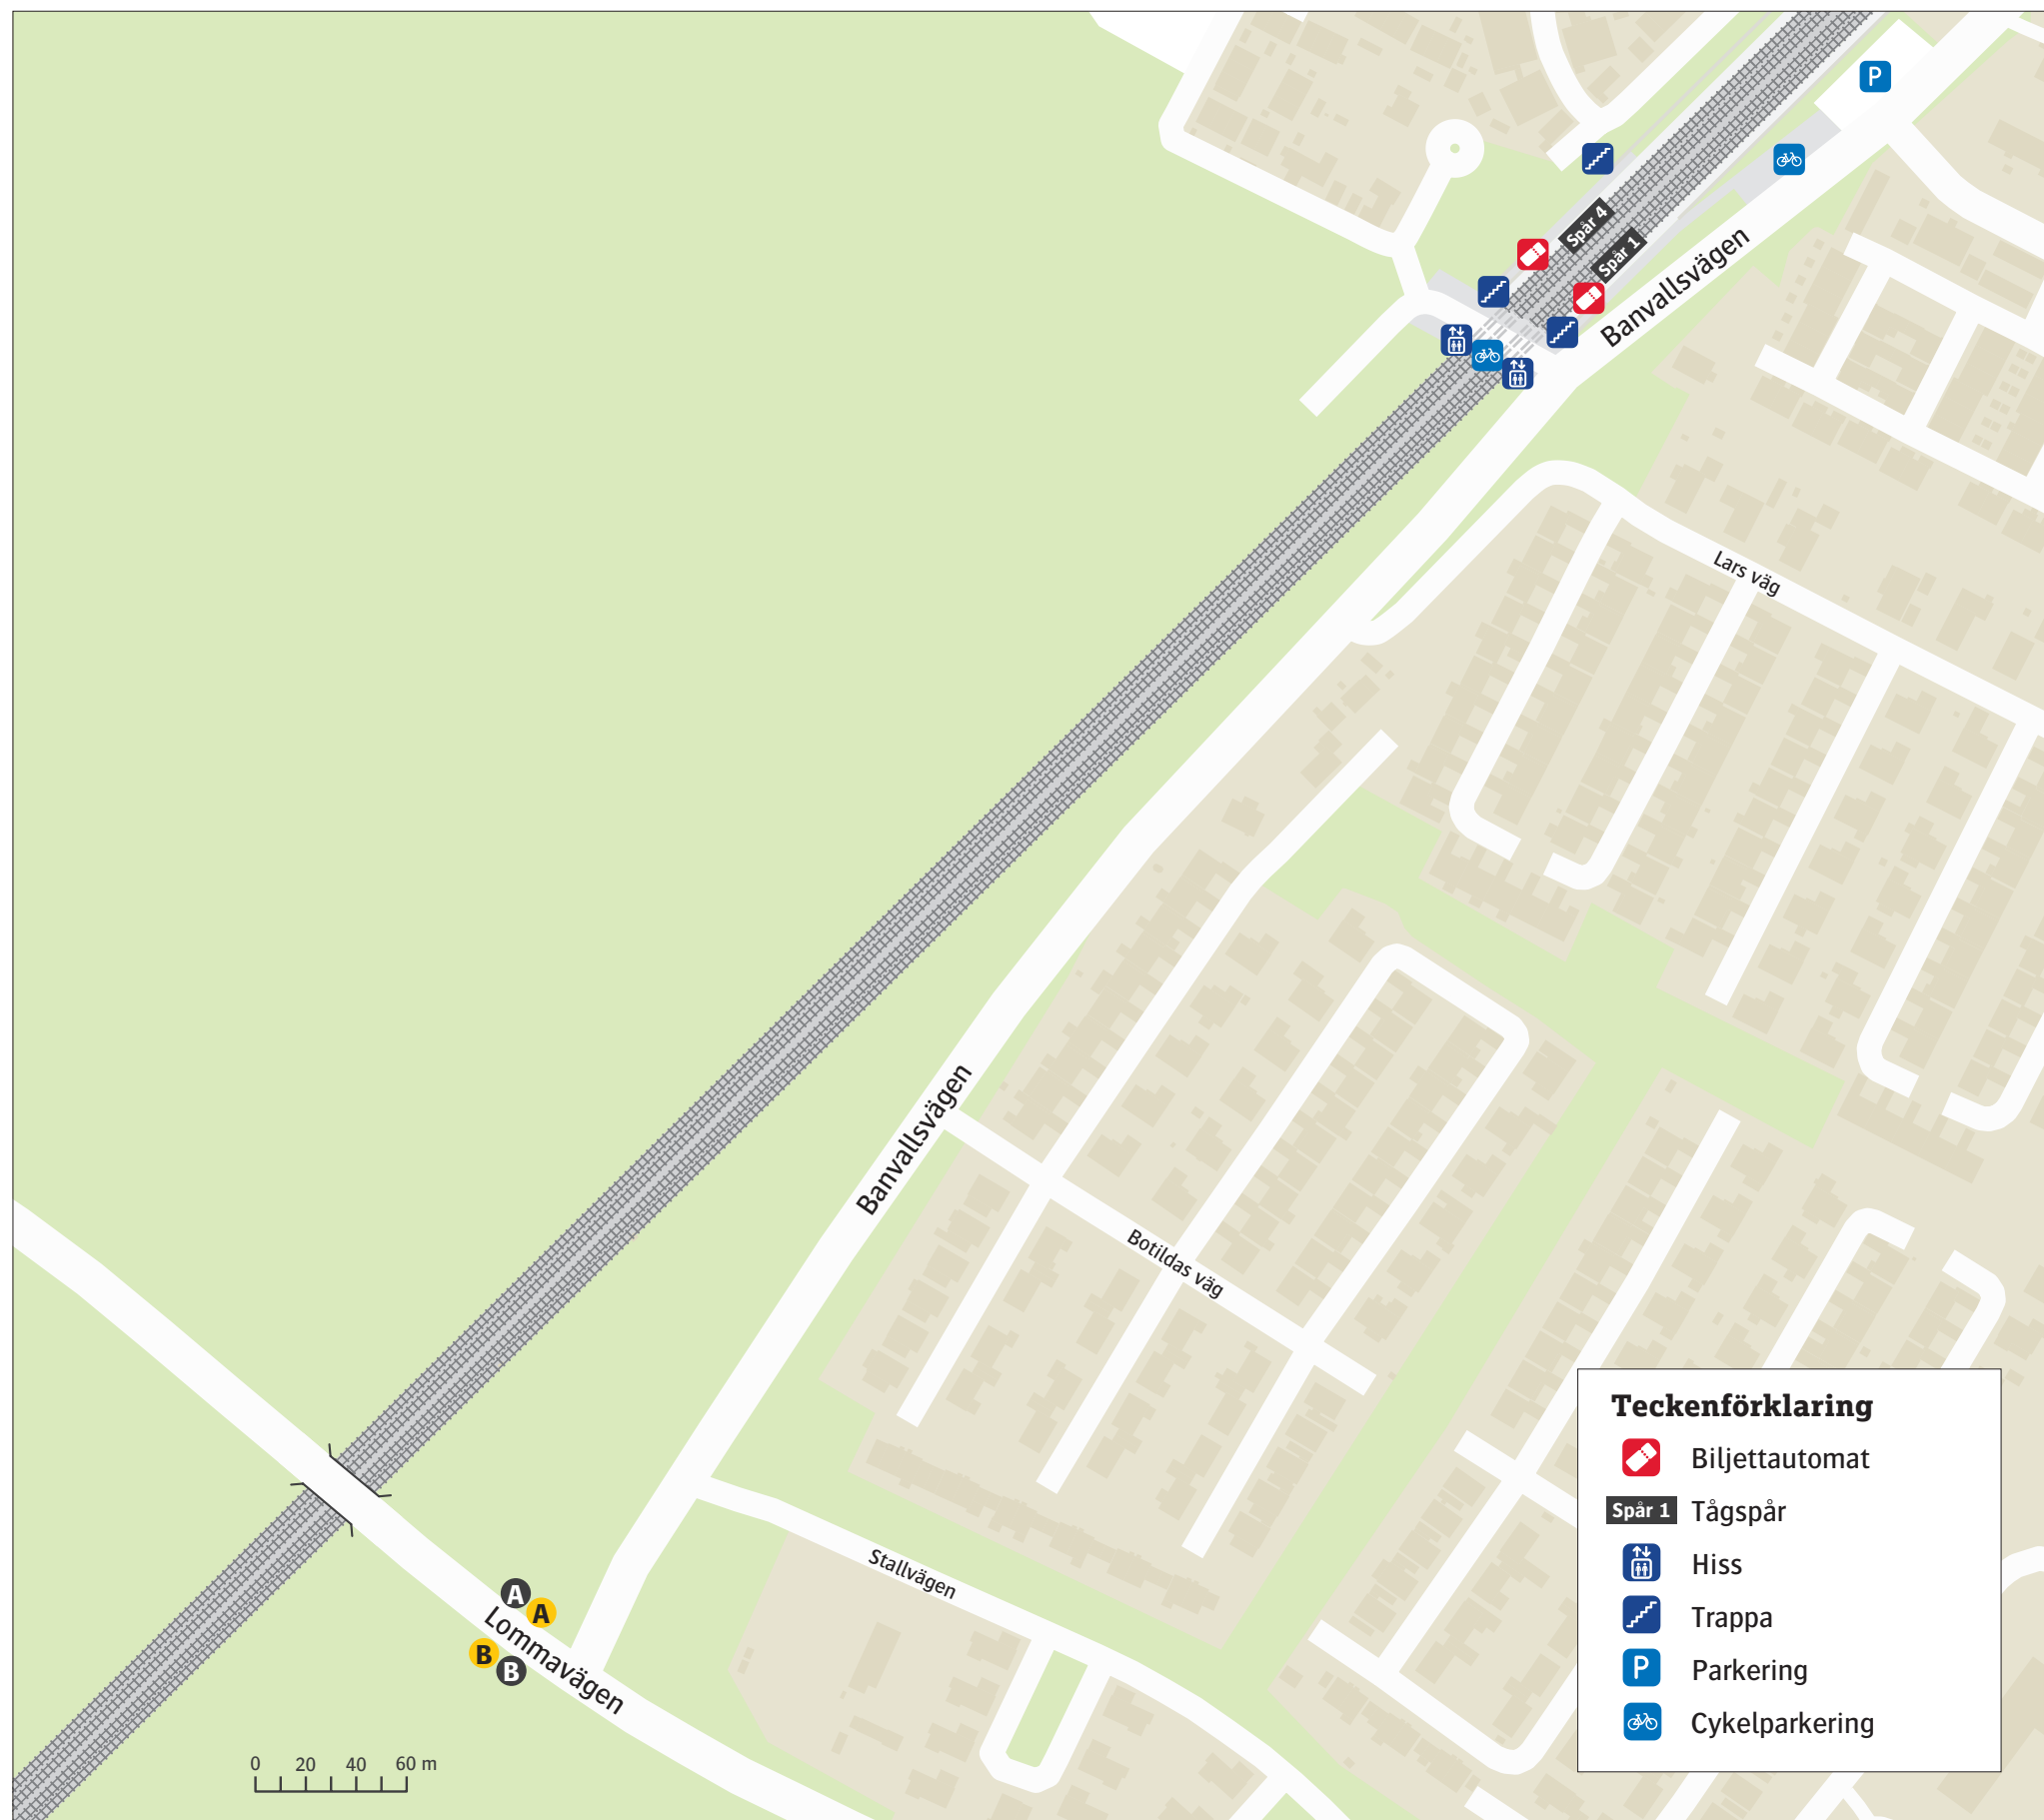 P
Spår 4
Spår 1
Banvallsvägen
Lars väg
Banvallsvägen
Botildas väg
Stallvägen
A
A
B
B
Lommavägen
0 20 40 60 m
Teckenförklaring
Biljettautomat
Spår 1 Tågspår
Hiss
Trappa
P Parkering
Cykelparkering